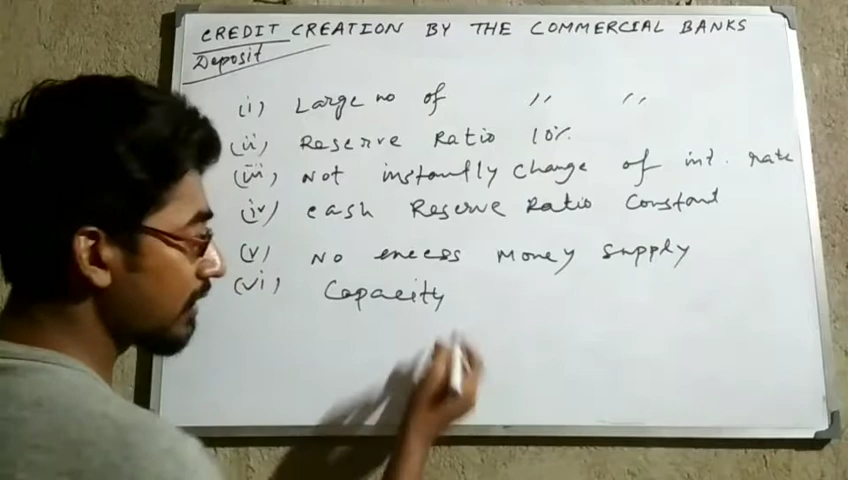 CREDIT CREATION BY THE COMMERCIAL BANKS
Deposit
(i) Large no of " "
(ii) Reserve Ratio 10%
(iii) Not instantly change of int. rate
(iv) cash Reserve Ratio Constant
(v) No excess Money Supply
(vi) Capacity